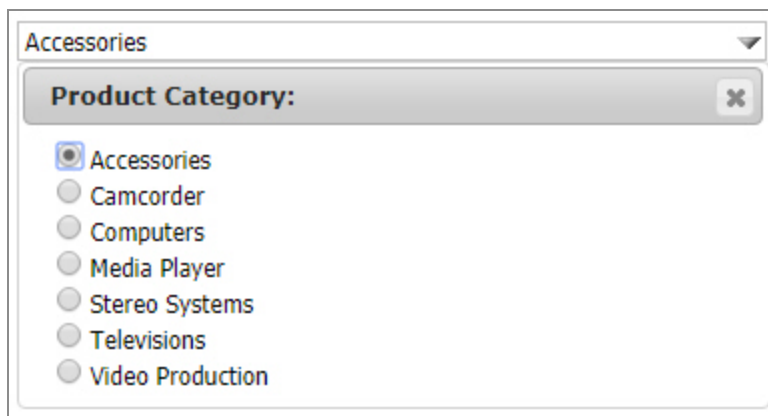 Accessories
Product Category:
Accessories
Camcorder
Computers
Media Player
Stereo Systems
Televisions
Video Production